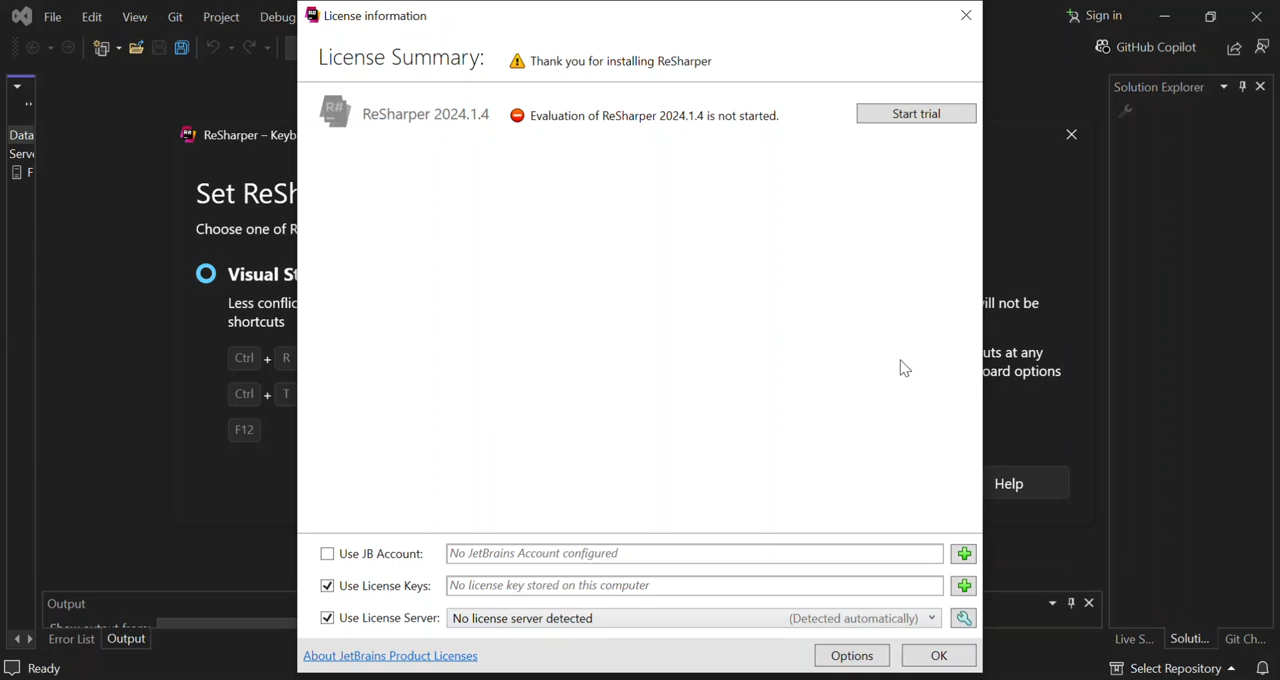 File Edit View Git Project Debug
License information
Sign in
License Summary: Thank you for installing ReSharper
GitHub Copilot
Solution Explorer
R# ReSharper 2024.1.4 Evaluation of ReSharper 2024.1.4 is not started. Start trial
Data
Serve
F
ReSharper – Keyb
Set ReSh
Choose one of R
Visual St
Less conflic
shortcuts
Ctrl + R
Ctrl + T
F12
ill not be
uts at any
oard options
Help
Use JB Account: No JetBrains Account configured
Use License Keys: No license key stored on this computer
Use License Server: No license server detected (Detected automatically)
About JetBrains Product Licenses Options OK
Output
Show output from:
Error List Output
Live S... Soluti... Git Ch...
Ready
Select Repository